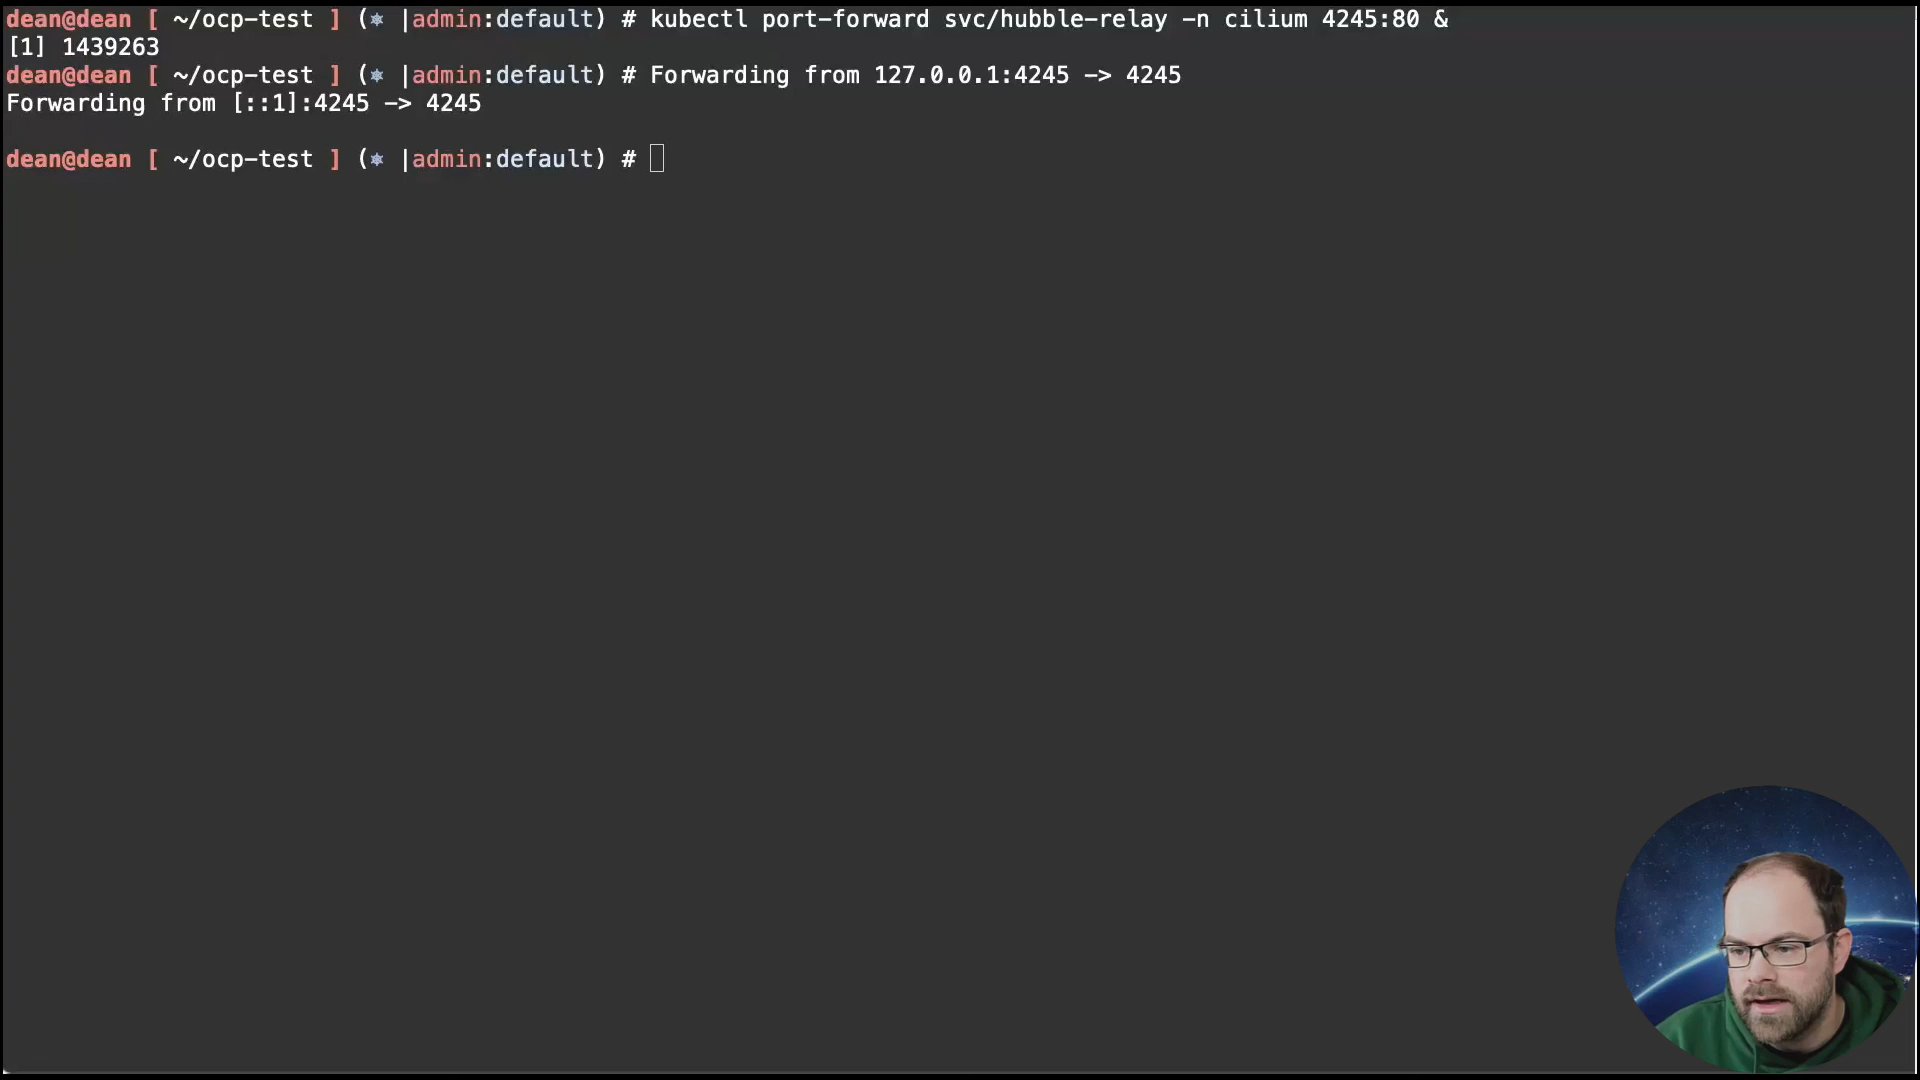 dean@dean [ ~/ocp-test ] (⎈ |admin:default) # kubectl port-forward svc/hubble-relay -n cilium 4245:80 &
[1] 1439263
dean@dean [ ~/ocp-test ] (⎈ |admin:default) # Forwarding from 127.0.0.1:4245 -> 4245
Forwarding from [::1]:4245 -> 4245
dean@dean [ ~/ocp-test ] (⎈ |admin:default) #